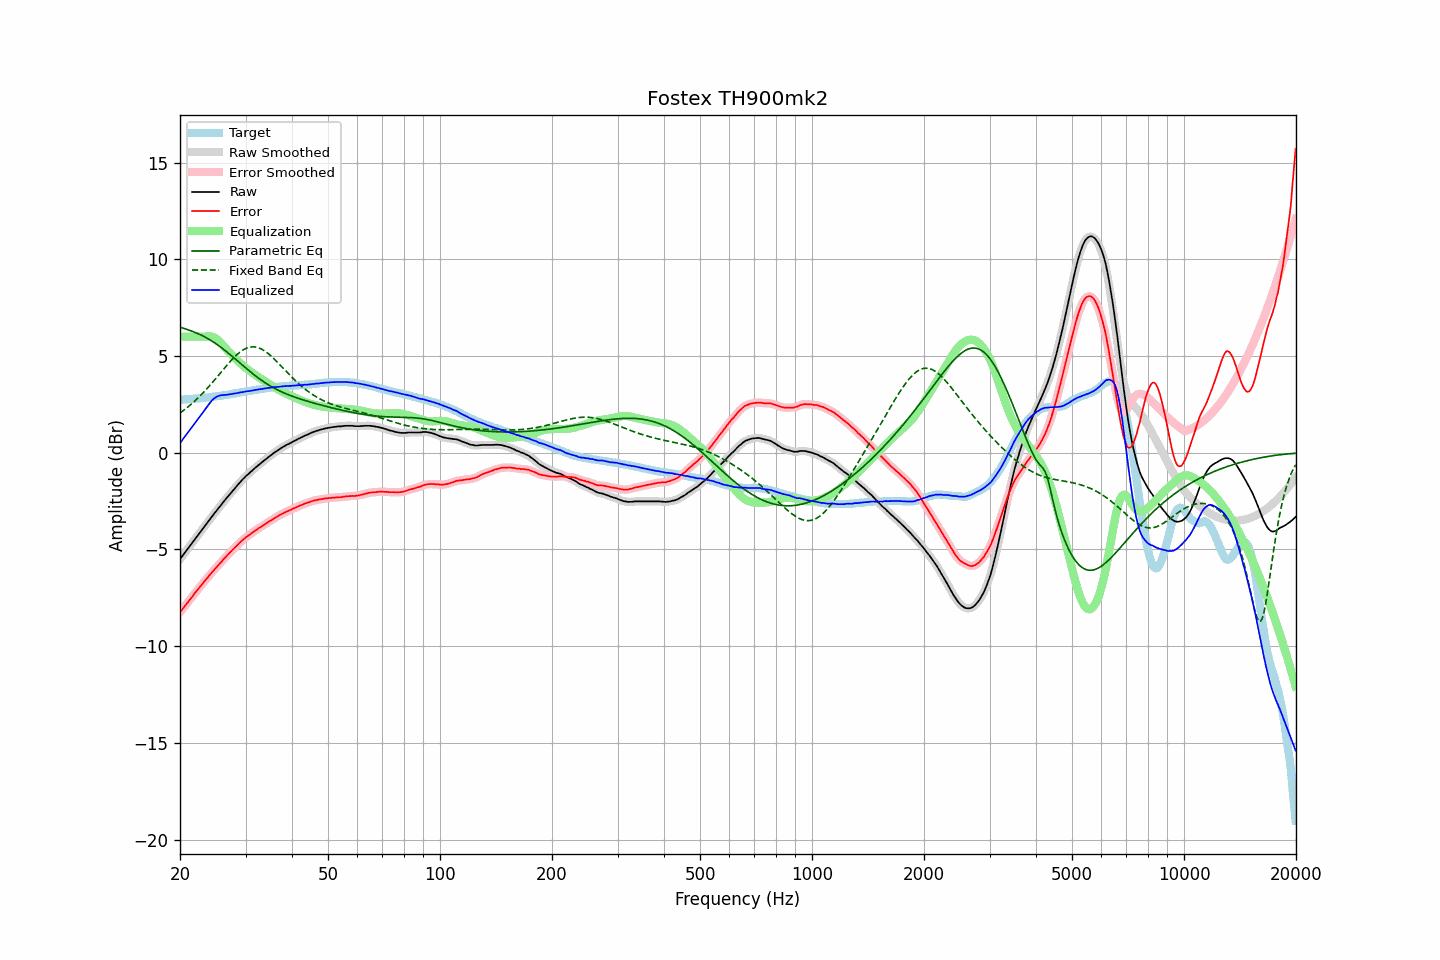 Fostex TH900mk2
Target
Raw Smoothed
Error Smoothed
Raw
Error
Equalization
Parametric Eq
Fixed Band Eq
Equalized
15
10
5
0
−5
−10
−15
−20
Amplitude (dBr)
20 50 100 200 500 1000 2000 5000 10000 20000
Frequency (Hz)